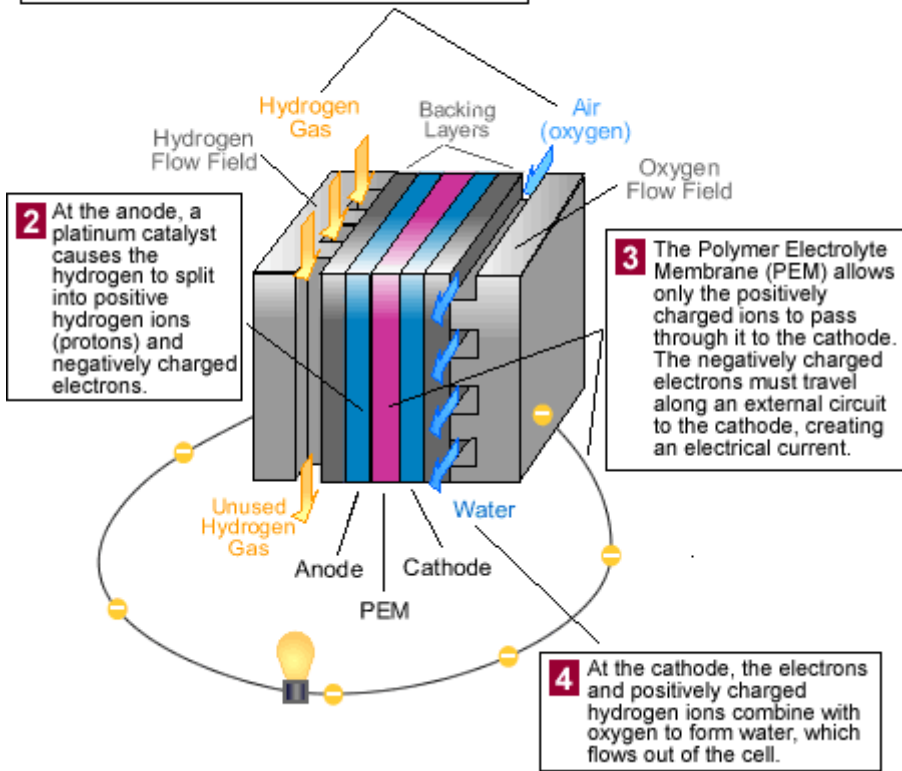 Hydrogen
Gas
Backing
Layers
Air
(oxygen)
Hydrogen
Flow Field
Oxygen
Flow Field
2 At the anode, a
platinum catalyst
causes the
hydrogen to split
into positive
hydrogen ions
(protons) and
negatively charged
electrons.
3 The Polymer Electrolyte
Membrane (PEM) allows
only the positively
charged ions to pass
through it to the cathode.
The negatively charged
electrons must travel
along an external circuit
to the cathode, creating
an electrical current.
Unused
Hydrogen
Gas
Water
Anode
Cathode
PEM
4 At the cathode, the electrons
and positively charged
hydrogen ions combine with
oxygen to form water, which
flows out of the cell.